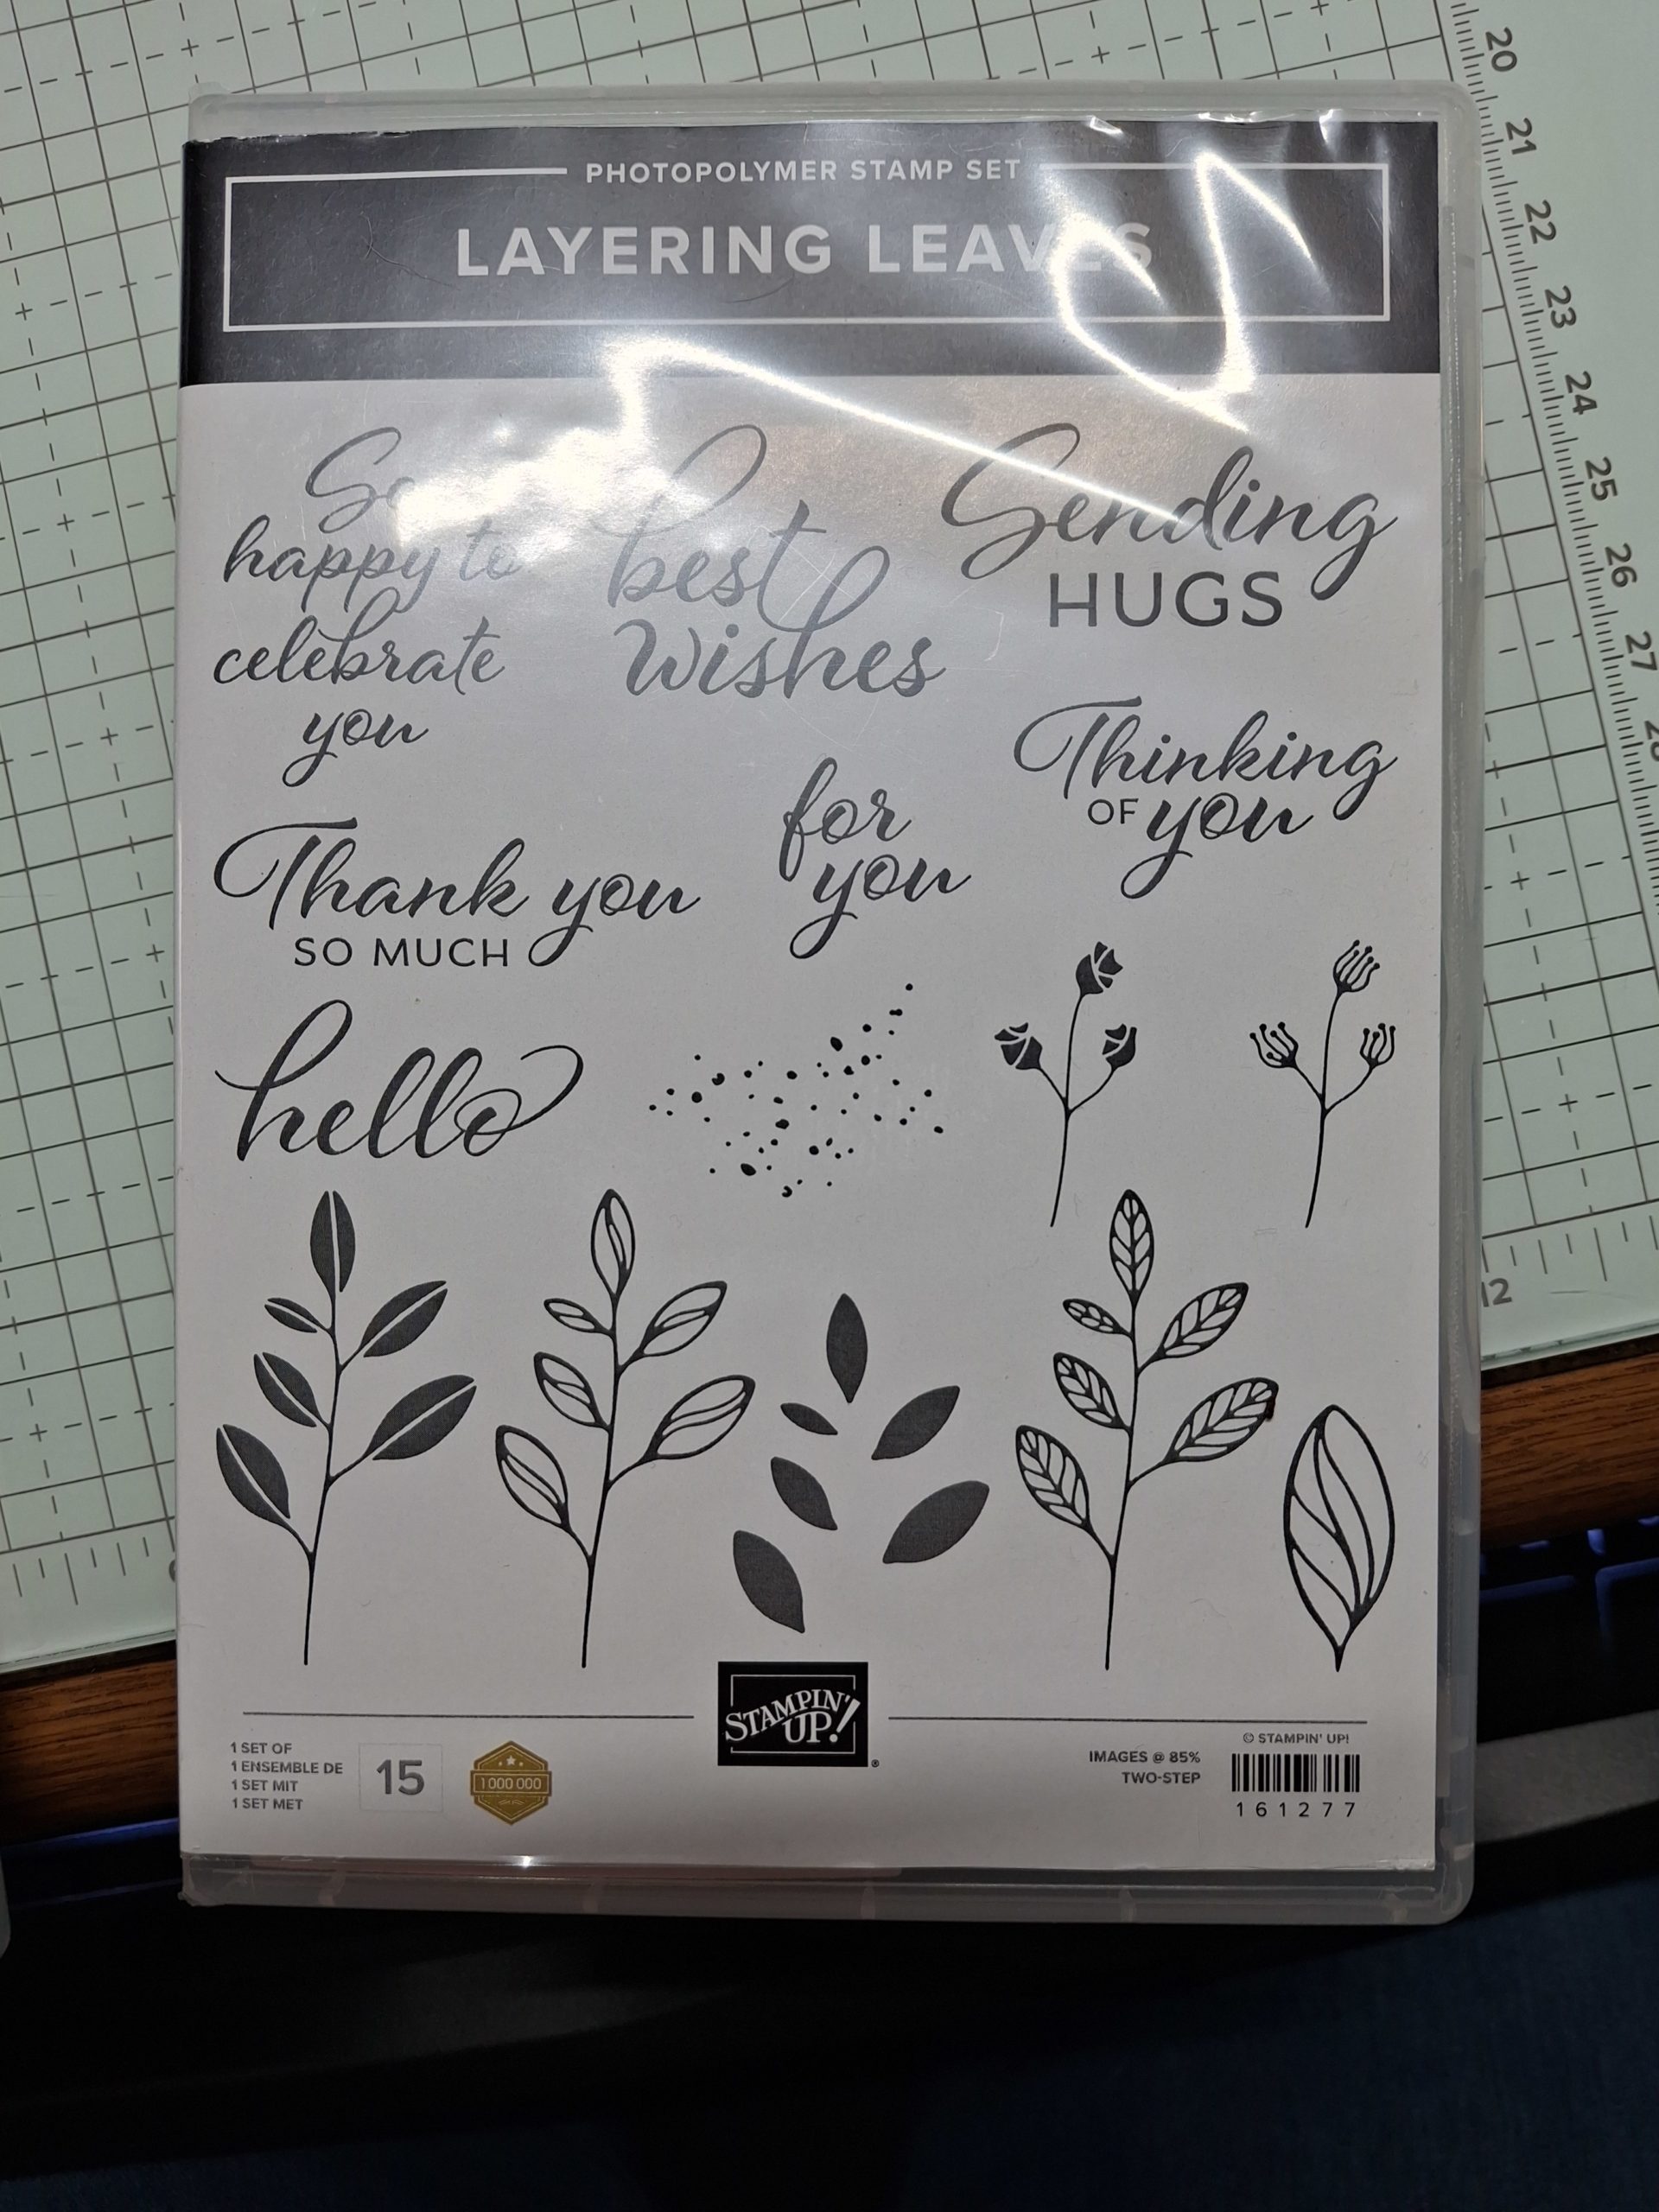 PHOTOPOLYMER STAMP SET
LAYERING LEAVES
So
happy to
celebrate
you
best
wishes
Sending
HUGS
Thinking
OF you
for
you
Thank you
SO MUCH
hello
STAMPIN'
UP!
®
1 SET OF
1 ENSEMBLE DE
1 SET MIT
1 SET MET
15
1 000 000
IMAGES @ 85%
TWO-STEP
© STAMPIN' UP!
161277
20
21
22
23
24
25
26
27
12